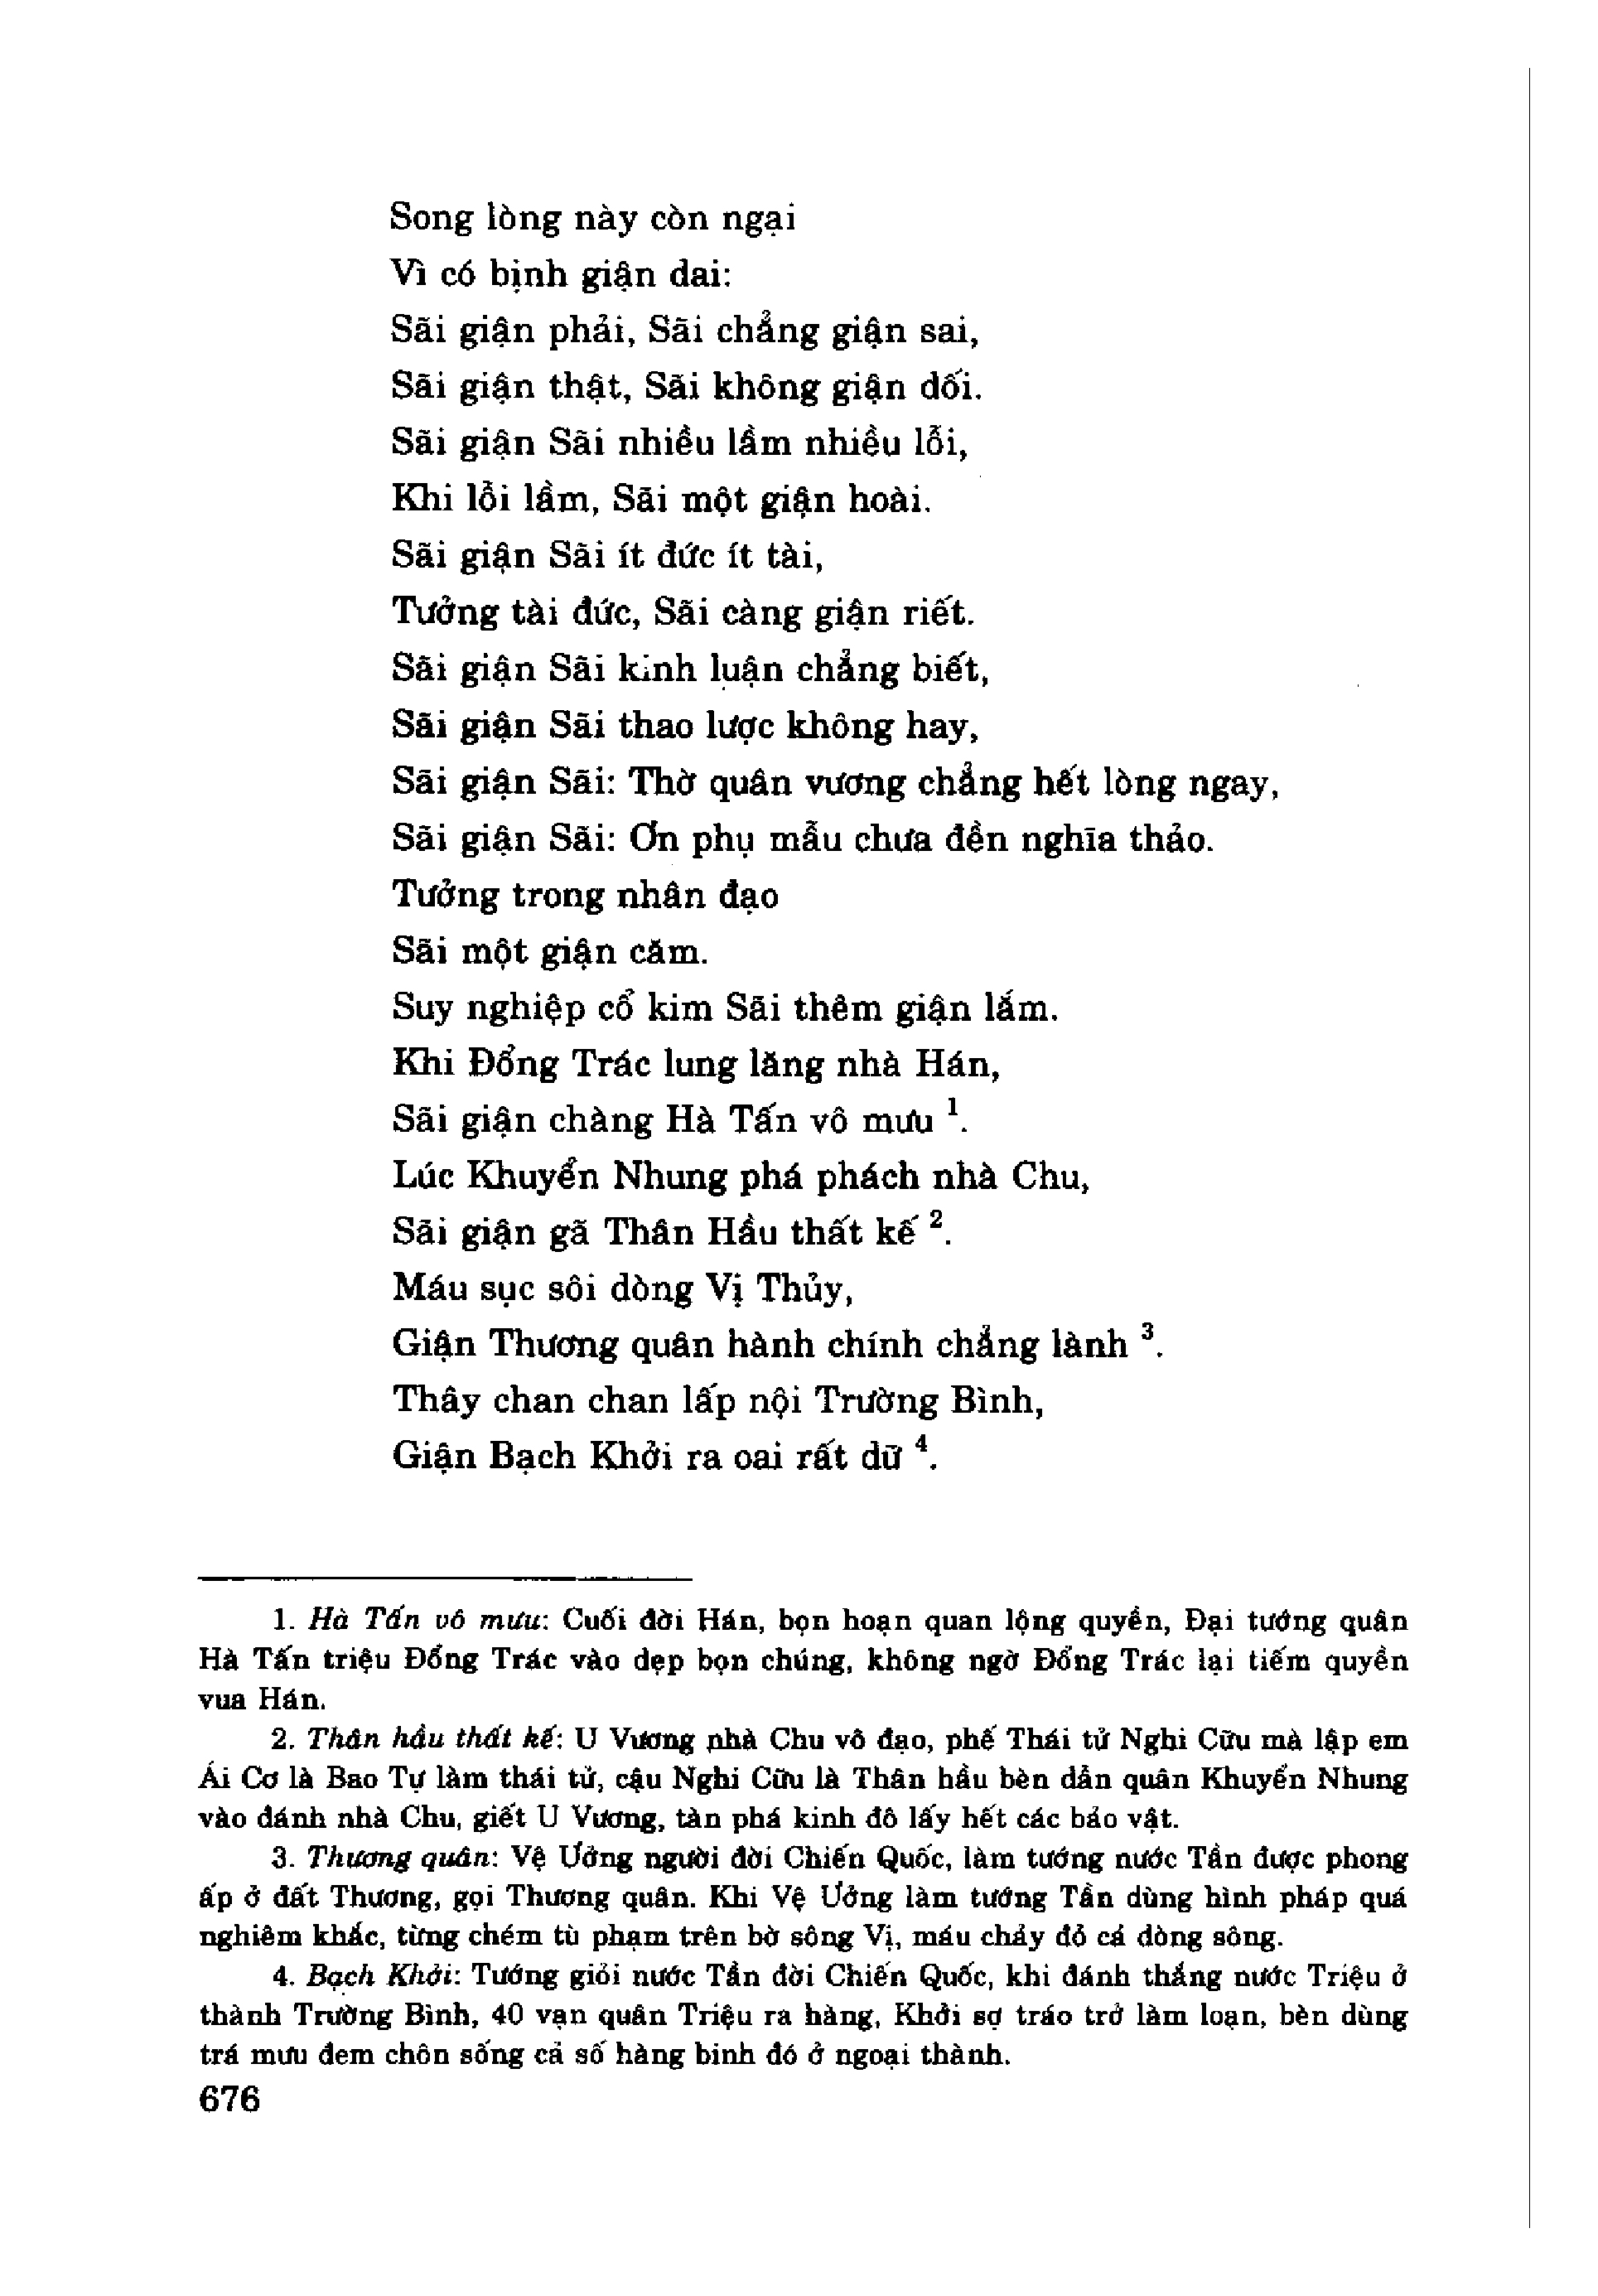 Song lòng này còn ngại
Vì có bịnh giận dai:
Sãi giận phải, Sãi chẳng giận sai,
Sãi giận thật, Sãi không giận dối.
Sãi giận Sãi nhiều lầm nhiều lỗi,
Khi lỗi lầm, Sãi một giận hoài.
Sãi giận Sãi ít đức ít tài,
Tưởng tài đức, Sãi càng giận riết.
Sãi giận Sãi kinh luận chẳng biết,
Sãi giận Sãi thao lược không hay,
Sãi giận Sãi: Thờ quân vương chẳng hết lòng ngay,
Sãi giận Sãi: Ơn phụ mẫu chưa đền nghĩa thảo.
Tưởng trong nhân đạo
Sãi một giận căm.
Suy nghiệp cổ kim Sãi thêm giận lắm.
Khi Đổng Trác lung lăng nhà Hán,
Sãi giận chàng Hà Tấn vô mưu 1.
Lúc Khuyển Nhung phá phách nhà Chu,
Sãi giận gã Thân Hầu thất kế 2.
Máu sục sôi dòng Vị Thủy,
Giận Thương quân hành chính chẳng lành 3.
Thây chan chan lấp nội Trường Bình,
Giận Bạch Khởi ra oai rất dữ 4.
1. Hà Tấn vô mưu: Cuối đời Hán, bọn hoạn quan lộng quyền, Đại tướng quân
Hà Tấn triệu Đổng Trác vào dẹp bọn chúng, không ngờ Đổng Trác lại tiếm quyền
vua Hán.
2. Thân hầu thất kế: U Vương nhà Chu vô đạo, phế Thái tử Nghi Cữu mà lập em
Ái Cơ là Bao Tự làm thái tử, cậu Nghi Cữu là Thân hầu bèn dẫn quân Khuyển Nhung
vào đánh nhà Chu, giết U Vương, tàn phá kinh đô lấy hết các bảo vật.
3. Thương quân: Vệ Ưởng người đời Chiến Quốc, làm tướng nước Tần được phong
ấp ở đất Thương, gọi Thương quân. Khi Vệ Ưởng làm tướng Tần dùng hình pháp quá
nghiêm khắc, từng chém tù phạm trên bờ sông Vị, máu chảy đỏ cả dòng sông.
4. Bạch Khởi: Tướng giỏi nước Tần đời Chiến Quốc, khi đánh thắng nước Triệu ở
thành Trường Bình, 40 vạn quân Triệu ra hàng, Khởi sợ tráo trở làm loạn, bèn dùng
trá mưu đem chôn sống cả số hàng binh đó ở ngoại thành.
676